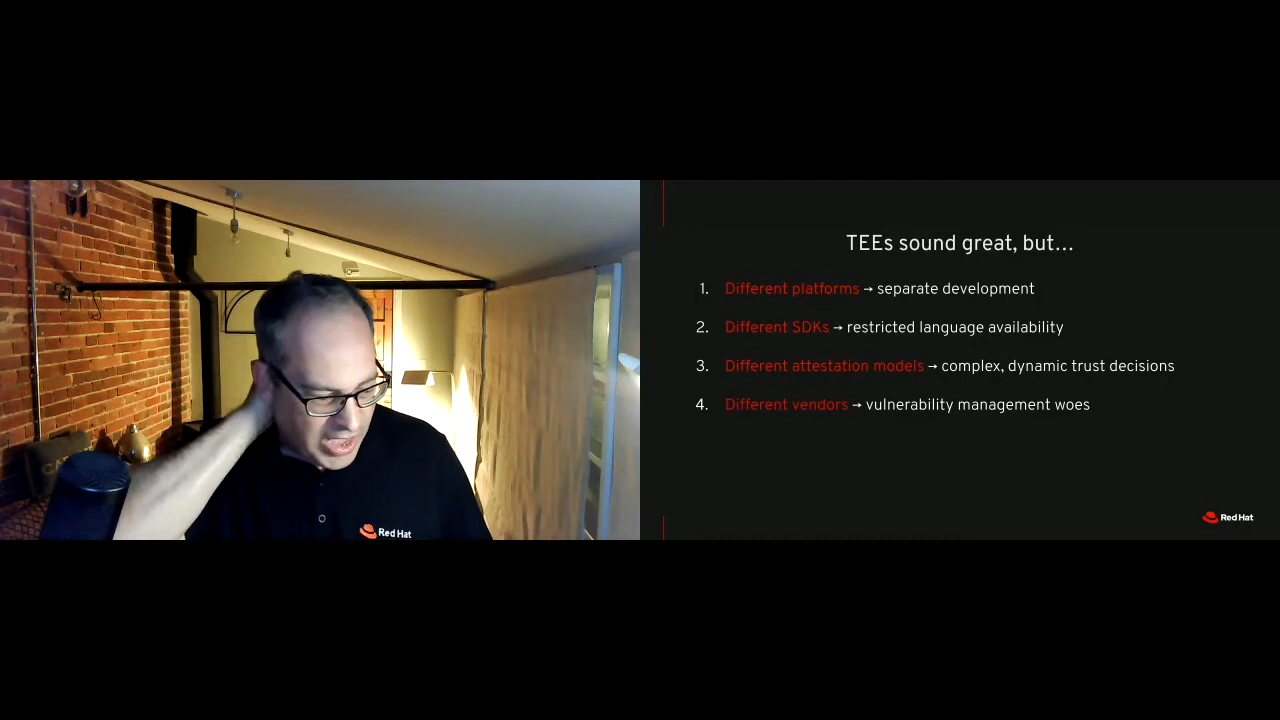 Red Hat
TEEs sound great, but...
1. Different platforms → separate development
2. Different SDKs → restricted language availability
3. Different attestation models → complex, dynamic trust decisions
4. Different vendors → vulnerability management woes
Red Hat